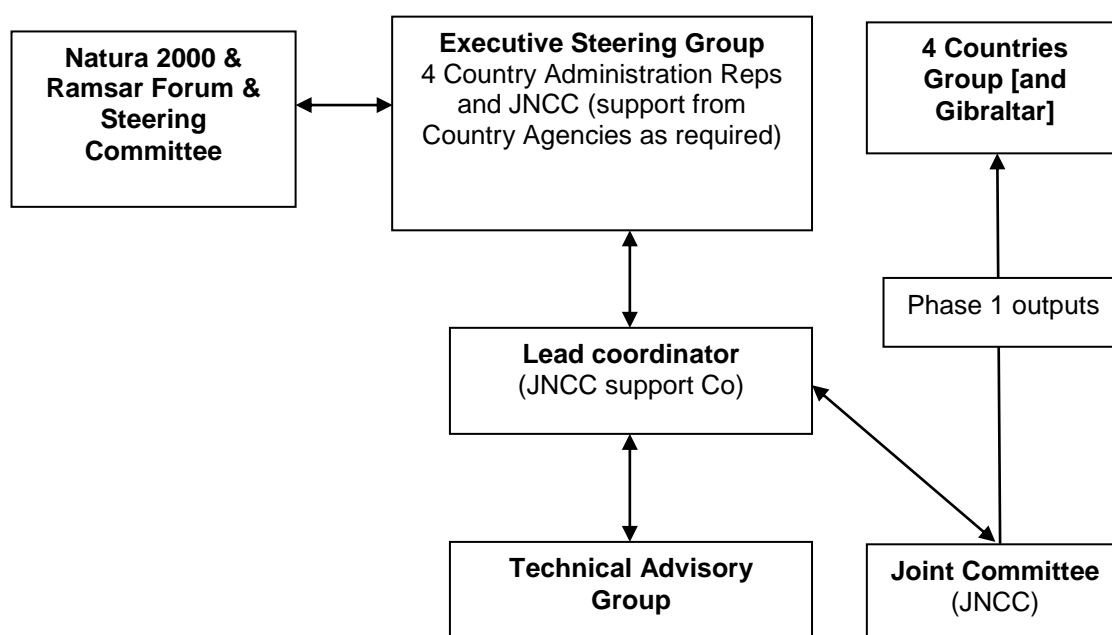 Natura 2000 &
Ramsar Forum &
Steering
Committee
Executive Steering Group
4 Country Administration Reps
and JNCC (support from
Country Agencies as required)
4 Countries
Group [and
Gibraltar]
Phase 1 outputs
Lead coordinator
(JNCC support Co)
Technical Advisory
Group
Joint Committee
(JNCC)